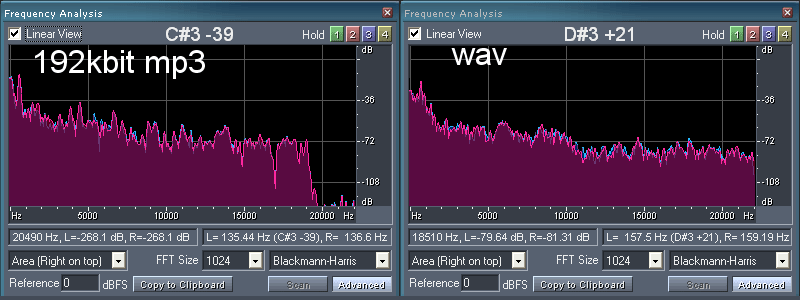 Frequency Analysis
Linear View C#3 -39 Hold 1 2 3 4
192kbit mp3
dB
-36
-72
-108
dB
Hz 5000 10000 15000 20000 Hz
20490 Hz, L=-268.1 dB, R=-268.1 dB
L= 135.44 Hz (C#3 -39), R= 136.6 Hz
Area (Right on top) FFT Size 1024 Blackmann-Harris
Reference 0 dBFS Copy to Clipboard Scan Advanced
Frequency Analysis
Linear View D#3 +21 Hold 1 2 3 4
wav
dB
-36
-72
-108
dB
Hz 5000 10000 15000 20000 Hz
18510 Hz, L=-79.64 dB, R=-81.31 dB
L= 157.5 Hz (D#3 +21), R= 159.19 Hz
Area (Right on top) FFT Size 1024 Blackmann-Harris
Reference 0 dBFS Copy to Clipboard Scan Advanced